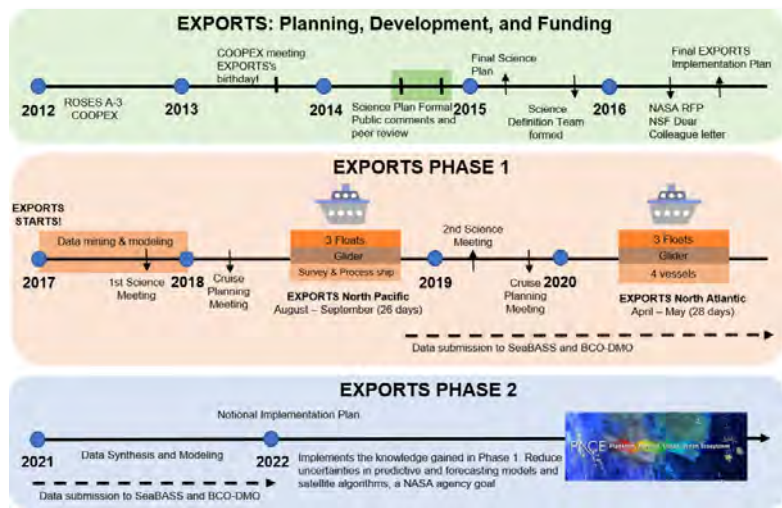 EXPORTS: Planning, Development, and Funding
COOPEX meeting
EXPORTS's
birthday!
Final Science
Plan
Final EXPORTS
Implementation Plan
2012
ROSES A-3
COOPEX
2013
2014
Science Plan Formal
Public comments and
peer review
2015
Science
Definition Team
formed
2016
NASA RFP
NSF Dear
Colleague letter
EXPORTS PHASE 1
EXPORTS
STARTS!
Data mining & modeling
3 Floats
Glider
Survey & Process ship
2nd Science
Meeting
3 Floats
Glider
4 vessels
2017
1st Science
Meeting
2018
Cruise
Planning
Meeting
EXPORTS North Pacific
August – September (26 days)
2019
Cruise
Planning
Meeting
2020
EXPORTS North Atlantic
April – May (28 days)
Data submission to SeaBASS and BCO-DMO
EXPORTS PHASE 2
Notional Implementation Plan
2021
Data Synthesis and Modeling
2022
Implements the knowledge gained in Phase 1. Reduce
uncertainties in predictive and forecasting models and
satellite algorithms, a NASA agency goal
Data submission to SeaBASS and BCO-DMO
PACE